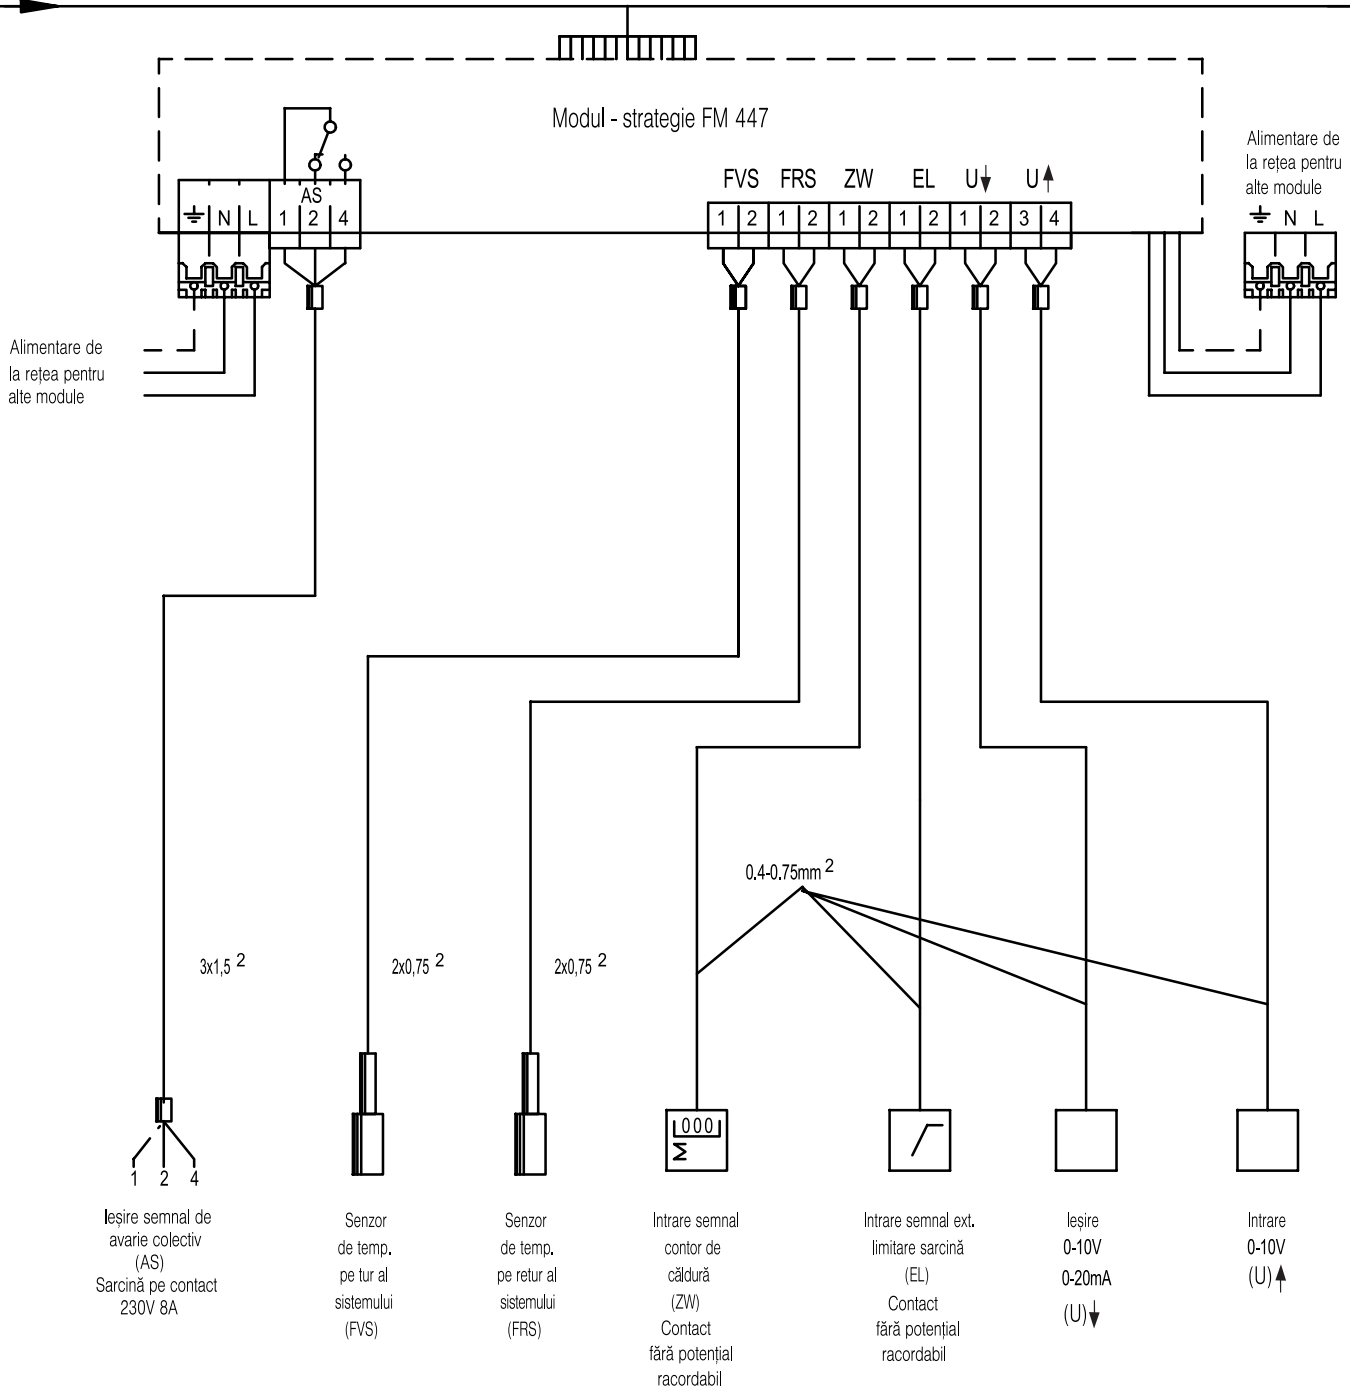 Modul - strategie FM 447
Alimentare de
la rețea pentru
alte module
N L
FVS FRS ZW EL U U
AS
N L 1 2 4
1 2 1 2 1 2 1 2 1 2 3 4
Alimentare de
la rețea pentru
alte module
0.4-0.75mm 2
3x1,5 2
2x0,75 2
2x0,75 2
000
M
1 2 4
Ieșire semnal de
avarie colectiv
(AS)
Sarcină pe contact
230V 8A
Senzor
de temp.
pe tur al
sistemului
(FVS)
Senzor
de temp.
pe retur al
sistemului
(FRS)
Intrare semnal
contor de
căldură
(ZW)
Contact
fără potențial
racordabil
Intrare semnal ext.
limitare sarcină
(EL)
Contact
fără potențial
racordabil
Ieșire
0-10V
0-20mA
(U)
Intrare
0-10V
(U)